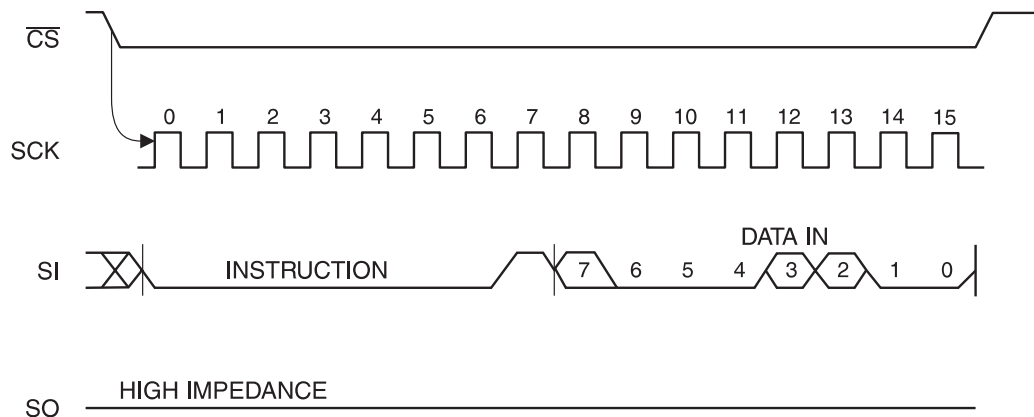 CS
0 1 2 3 4 5 6 7 8 9 10 11 12 13 14 15
SCK
DATA IN
SI INSTRUCTION 7 6 5 4 3 2 1 0
HIGH IMPEDANCE
SO